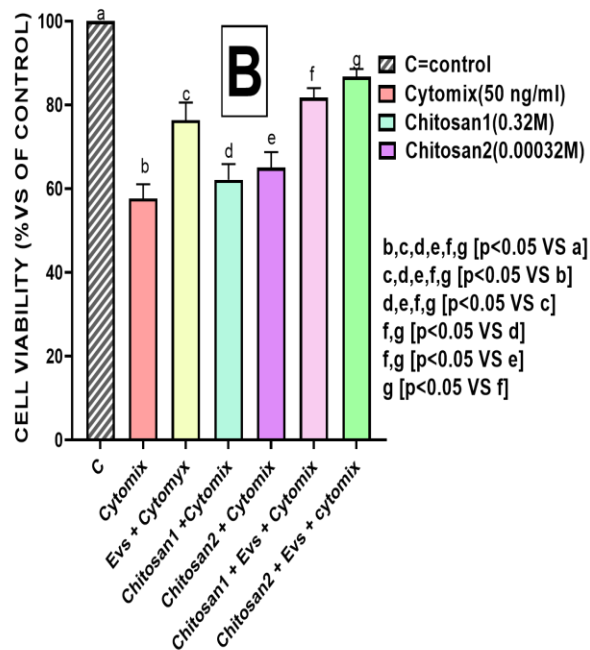 CELL VIABILITY (%VS OF CONTROL)
100
80
60
40
20
0
a
b
c
d
e
f
g
B
C=control
Cytomix(50 ng/ml)
Chitosan1(0.32M)
Chitosan2(0.00032M)
b,c,d,e,f,g [p<0.05 VS a]
c,d,e,f,g [p<0.05 VS b]
d,e,f,g [p<0.05 VS c]
f,g [p<0.05 VS d]
f,g [p<0.05 VS e]
g [p<0.05 VS f]
C
Cytomix
Evs + Cytomyx
Chitosan1 +Cytomix
Chitosan2 + Cytomix
Chitosan1 + Evs + Cytomix
Chitosan2 + Evs + cytomix